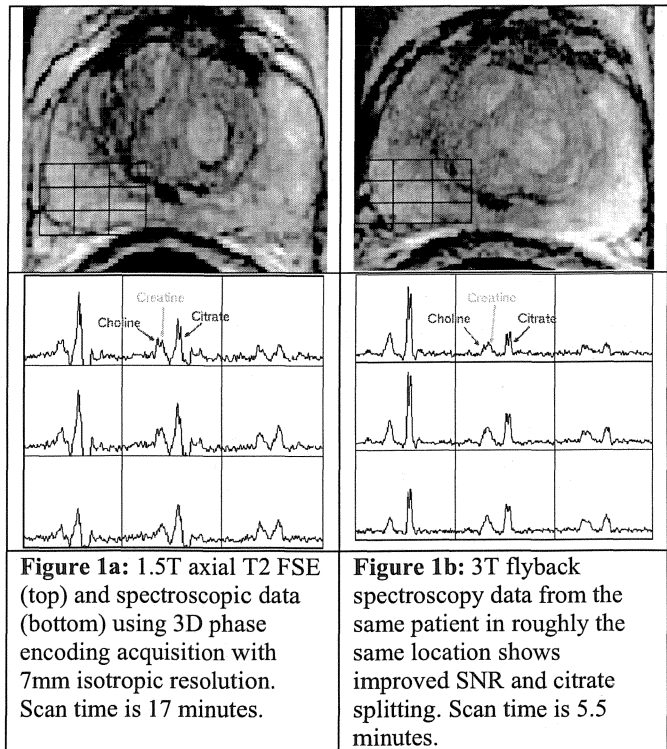 Creatine
Choline
Citrate
Creatine
Choline
Citrate
Figure 1a: 1.5T axial T2 FSE
(top) and spectroscopic data
(bottom) using 3D phase
encoding acquisition with
7mm isotropic resolution.
Scan time is 17 minutes.
Figure 1b: 3T flyback
spectroscopy data from the
same patient in roughly the
same location shows
improved SNR and citrate
splitting. Scan time is 5.5
minutes.